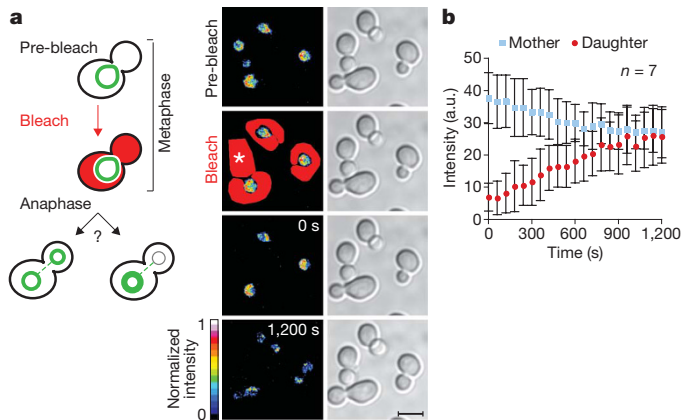 a
Pre-bleach
Bleach
Metaphase
Anaphase
?
Pre-bleach
Bleach
*
0 s
1,200 s
Normalized
intensity
1
0
b
Mother
Daughter
n = 7
Intensity (a.u.)
50
40
30
20
10
0
0
300
600
900
1,200
Time (s)